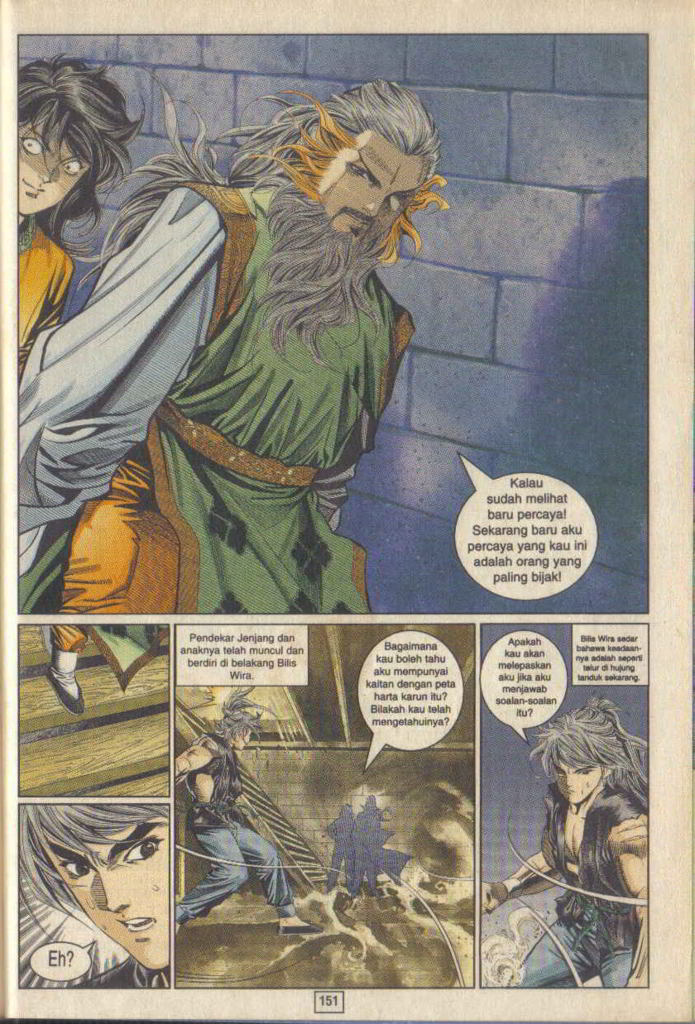 Kalau
sudah melihat
baru percaya!
Sekarang baru aku
percaya yang kau ini
adalah orang yang
paling bijak!
Eh?
Pendekar Jenjang dan
anaknya telah muncul dan
berdiri di belakang Bilis
Wira.
Bagaimana
kau boleh tahu
aku mempunyai
kaitan dengan peta
harta karun itu?
Bilakah kau telah
mengetahuinya?
Apakah
kau akan
melepaskan
aku jika aku
menjawab
soalan-soalan
itu?
Bilis Wira sedar
bahawa keadaan-
nya adalah seperti
telur di hujung
tanduk sekarang.
151